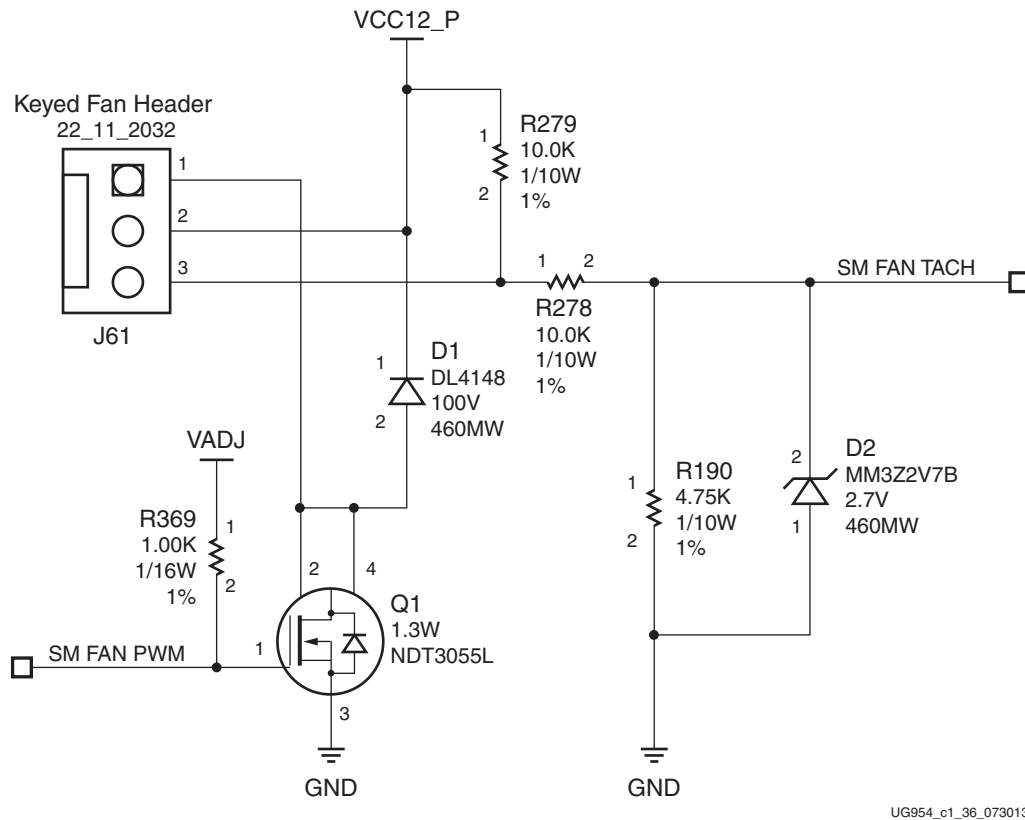 VCC12_P
Keyed Fan Header
22_11_2032
1
2
3
J61
1
R279
10.0K
1/10W
2
1%
1
2
R278
10.0K
1/10W
1%
SM FAN TACH
1
D1
DL4148
2
100V
460MW
VADJ
R369
1
1.00K
1/16W
2
1%
2
4
Q1
1.3W
NDT3055L
1
SM FAN PWM
3
GND
R190
1
4.75K
1/10W
2
1%
D2
2
MM3Z2V7B
2.7V
1
460MW
GND
UG954_c1_36_073013